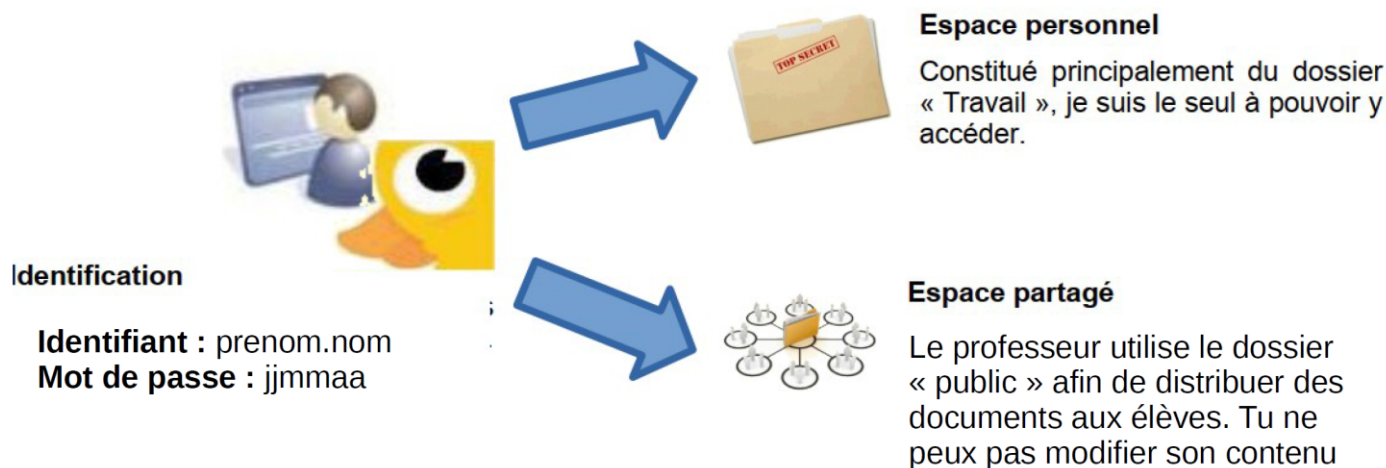 TOP SECRET
Espace personnel
Constitué principalement du dossier
« Travail », je suis le seul à pouvoir y
accéder.
Identification
Identifiant : prenom.nom
Mot de passe : jjmmaa
Espace partagé
Le professeur utilise le dossier
« public » afin de distribuer des
documents aux élèves. Tu ne
peux pas modifier son contenu